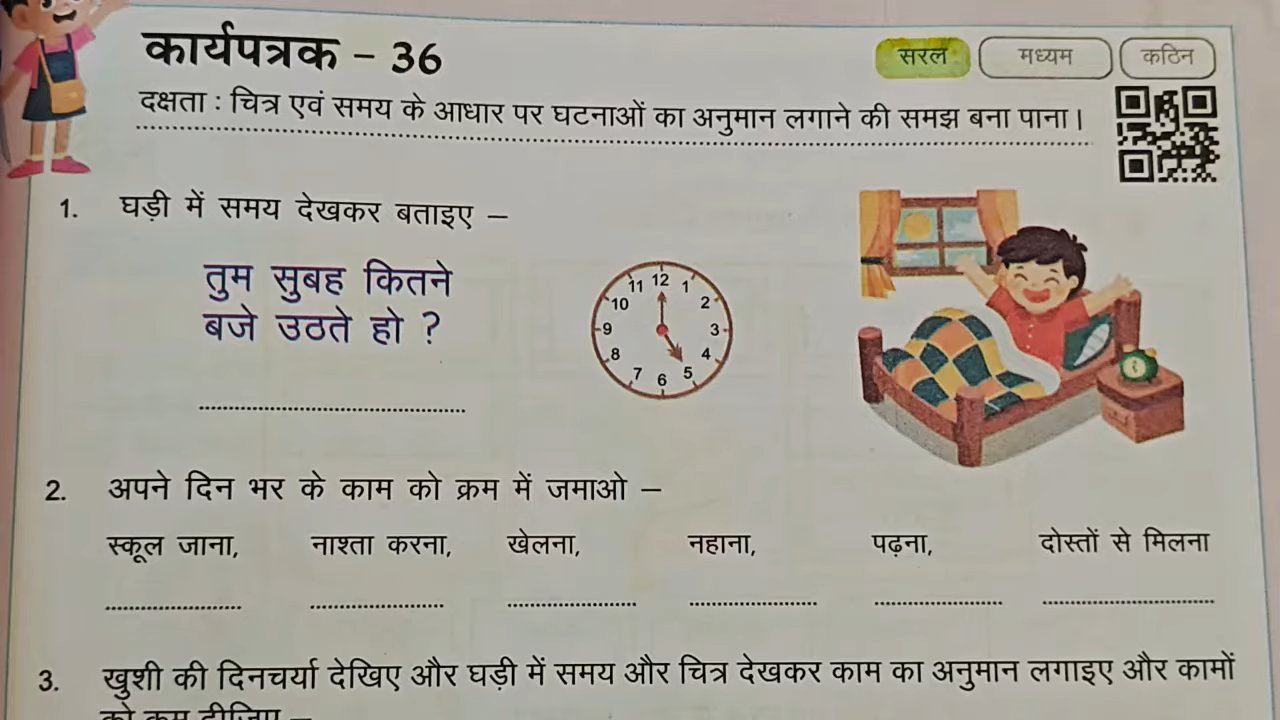 कार्यपत्रक – 36
सरल मध्यम कठिन
दक्षता : चित्र एवं समय के आधार पर घटनाओं का अनुमान लगाने की समझ बना पाना।
1. घड़ी में समय देखकर बताइए –
तुम सुबह कितने
बजे उठते हो ?
12
11 1
10 2
9 3
8 4
7 5
6
2. अपने दिन भर के काम को क्रम में जमाओ –
स्कूल जाना, नाश्ता करना, खेलना, नहाना, पढ़ना, दोस्तों से मिलना
3. खुशी की दिनचर्या देखिए और घड़ी में समय और चित्र देखकर काम का अनुमान लगाइए और कामों
को क्रम दीजिए –